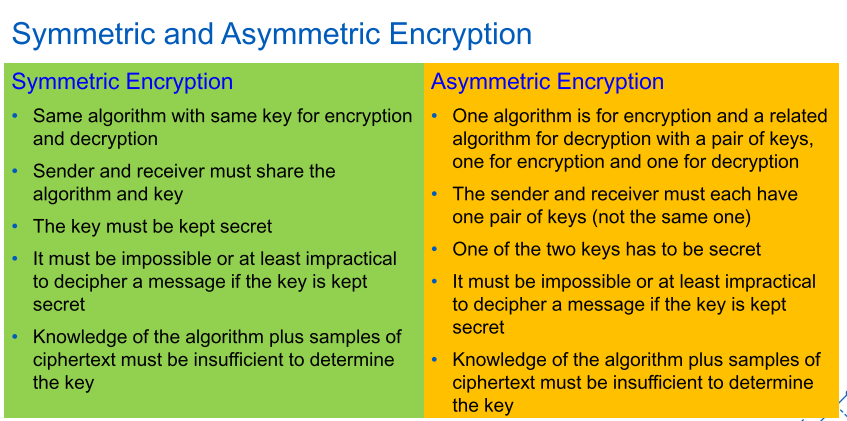 Symmetric and Asymmetric Encryption
Symmetric Encryption
• Same algorithm with same key for encryption
and decryption
• Sender and receiver must share the
algorithm and key
• The key must be kept secret
• It must be impossible or at least impractical
to decipher a message if the key is kept
secret
• Knowledge of the algorithm plus samples of
ciphertext must be insufficient to determine
the key
Asymmetric Encryption
• One algorithm is for encryption and a related
algorithm for decryption with a pair of keys,
one for encryption and one for decryption
• The sender and receiver must each have
one pair of keys (not the same one)
• One of the two keys has to be secret
• It must be impossible or at least impractical
to decipher a message if the key is kept
secret
• Knowledge of the algorithm plus samples of
ciphertext must be insufficient to determine
the key